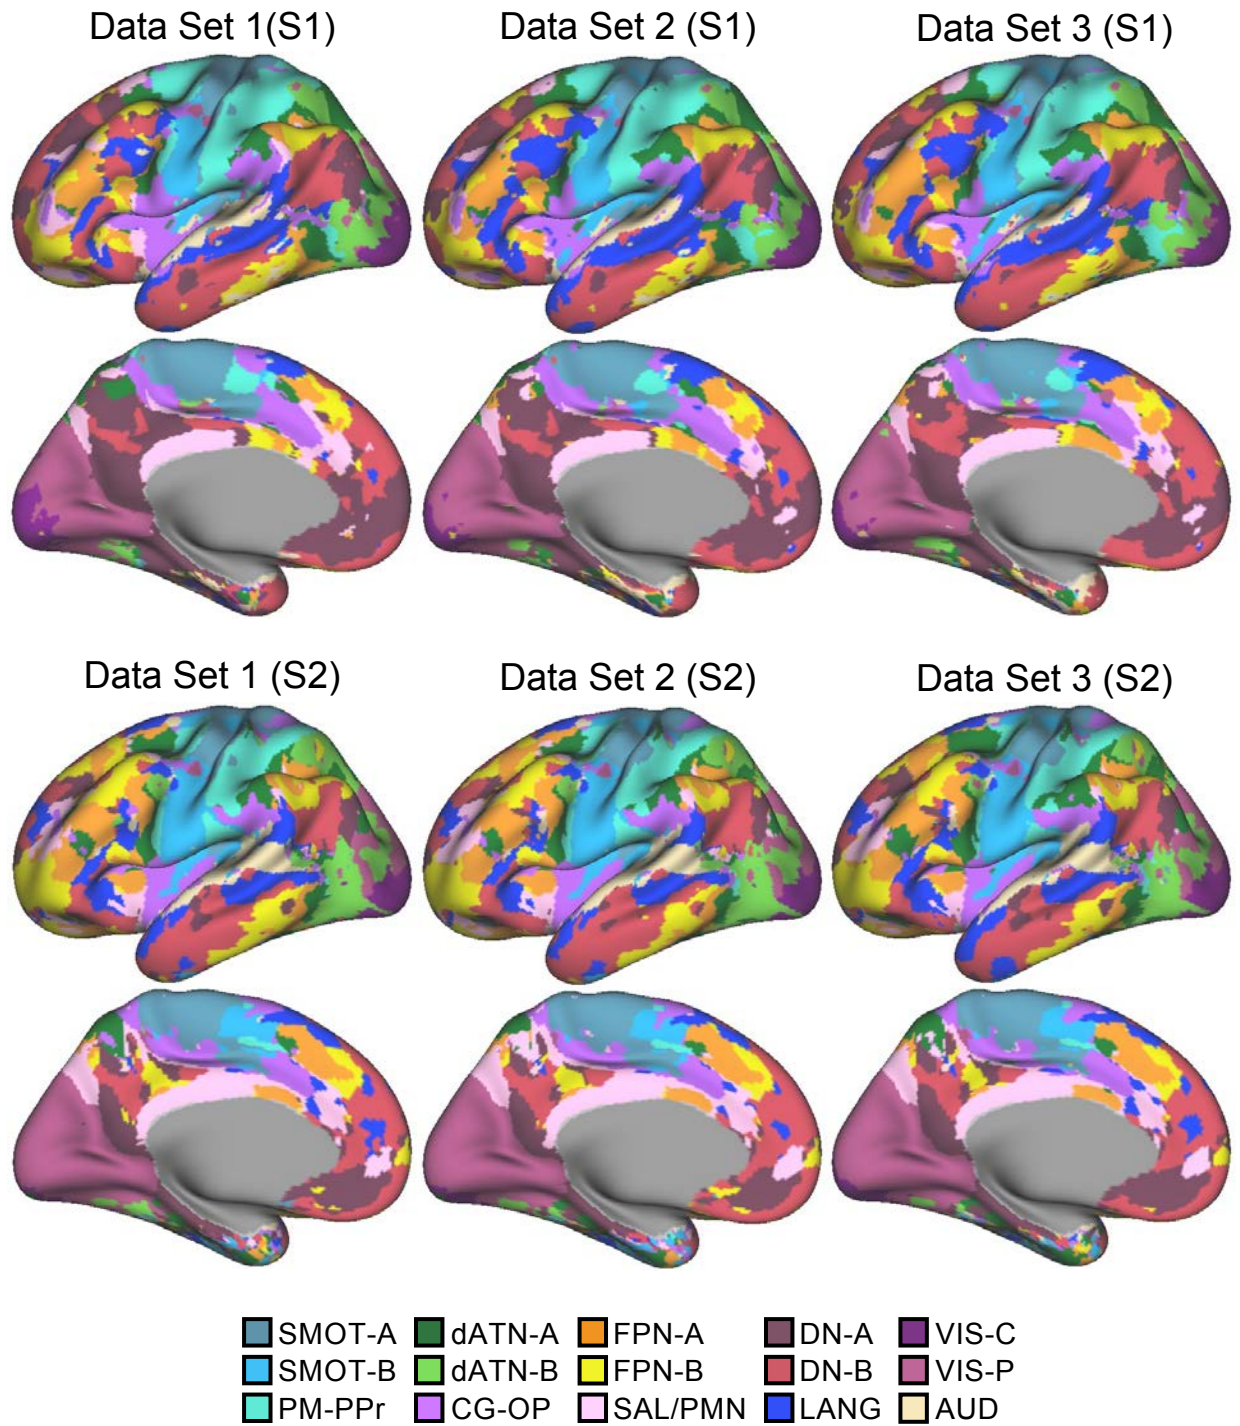 Data Set 1(S1) Data Set 2 (S1) Data Set 3 (S1)
Data Set 1 (S2) Data Set 2 (S2) Data Set 3 (S2)
SMOT-A dATN-A FPN-A DN-A VIS-C
SMOT-B dATN-B FPN-B DN-B VIS-P
PM-PPr CG-OP SAL/PMN LANG AUD